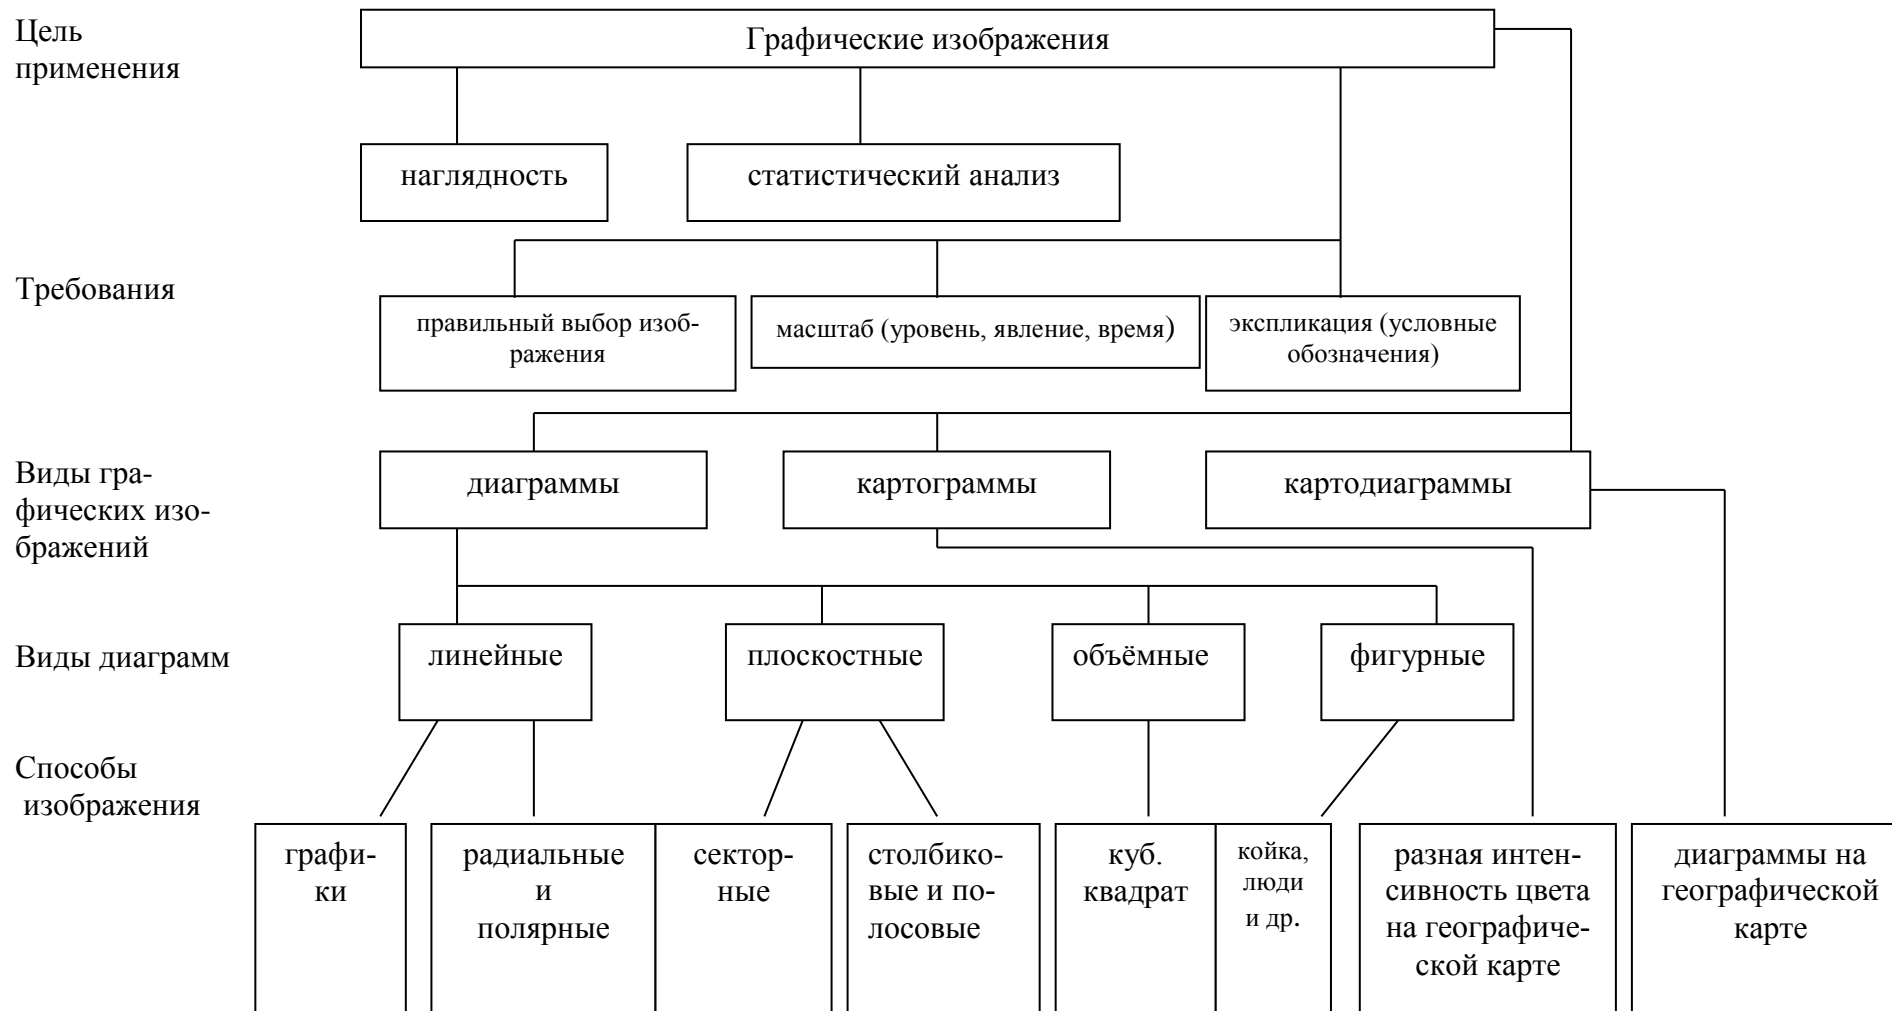 Цель
применения
Графические изображения
наглядность
статистический анализ
Требования
правильный выбор изоб-
ражения
масштаб (уровень, явление, время)
экспликация (условные
обозначения)
Виды гра-
фических изо-
бражений
диаграммы
картограммы
картодиаграммы
Виды диаграмм
линейные
плоскостные
объёмные
фигурные
Способы
изображения
графи-
ки
радиальные
и
полярные
сектор-
ные
столбико-
вые и по-
лосовые
куб.
квадрат
койка,
люди
и др.
разная интен-
сивность цвета
на географиче-
ской карте
диаграммы на
географической
карте